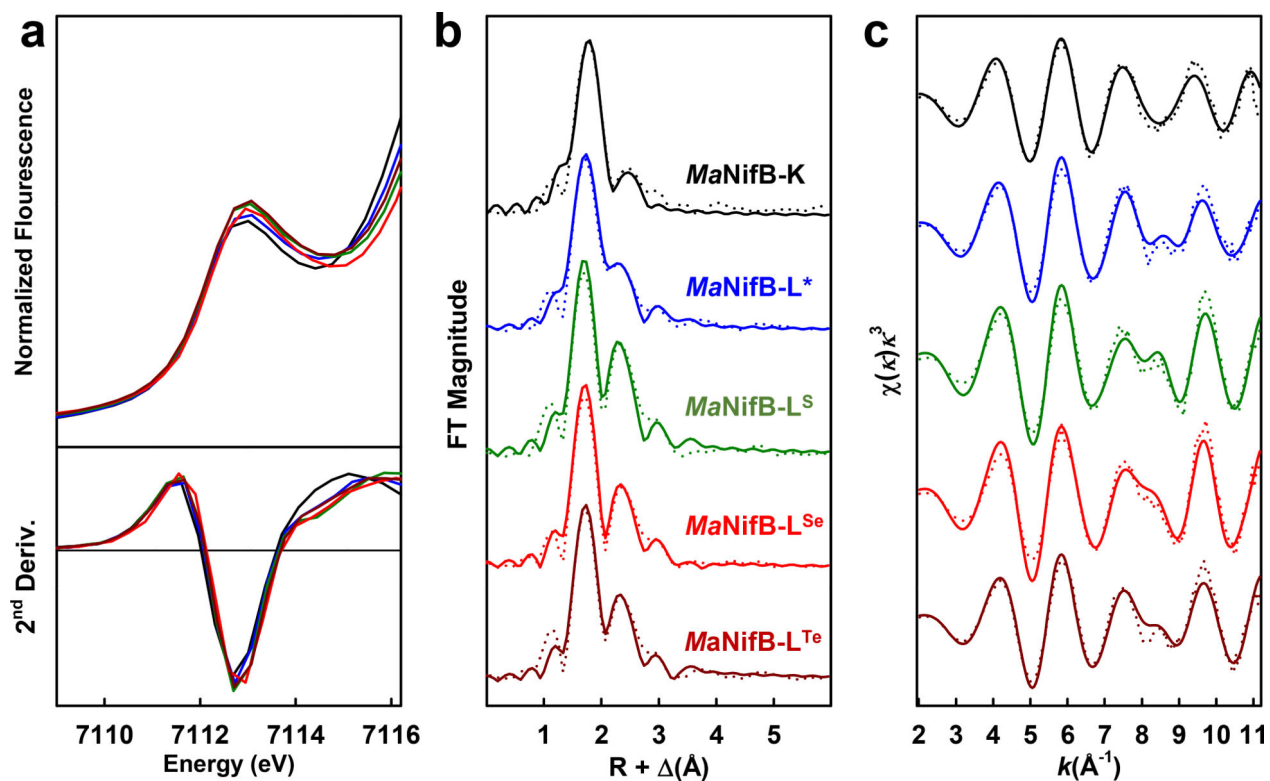 a
Normalized Flourescence
2nd Deriv.
7110 7112 7114 7116
Energy (eV)
b
FT Magnitude
MaNifB-K
MaNifB-L*
MaNifB-LS
MaNifB-LSe
MaNifB-LTe
1 2 3 4 5
R + Δ(Å)
c
χ(κ)κ3
2 3 4 5 6 7 8 9 10 11
k(Å-1)